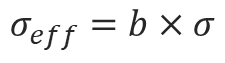 σ_eff = b × σ